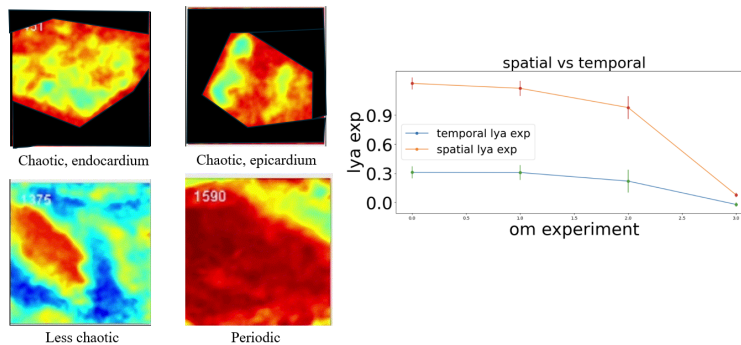 Chaotic, endocardium
Chaotic, epicardium
1375
1590
Less chaotic
Periodic
spatial vs temporal
lya exp
0.9
0.6
0.3
0.0
temporal lya exp
spatial lya exp
0.0 0.5 1.0 1.5 2.0 2.5 3.0
om experiment